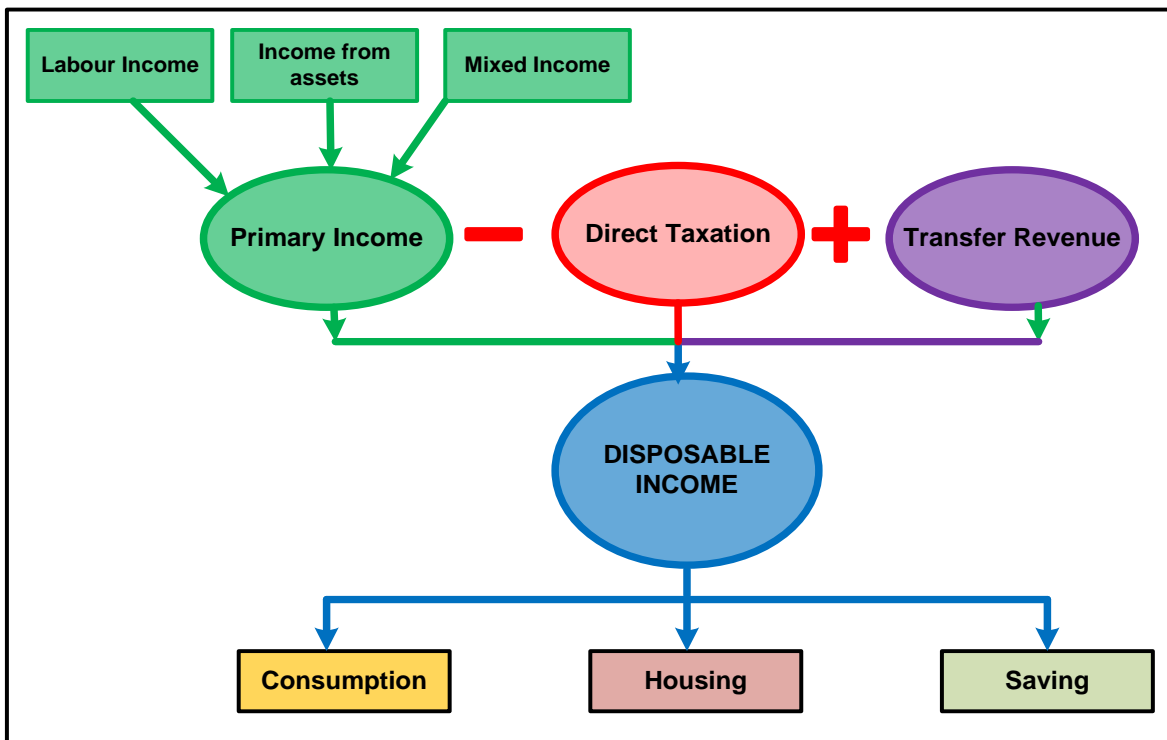 Labour Income
Income from
assets
Mixed Income
Primary Income
Direct Taxation
Transfer Revenue
DISPOSABLE
INCOME
Consumption
Housing
Saving